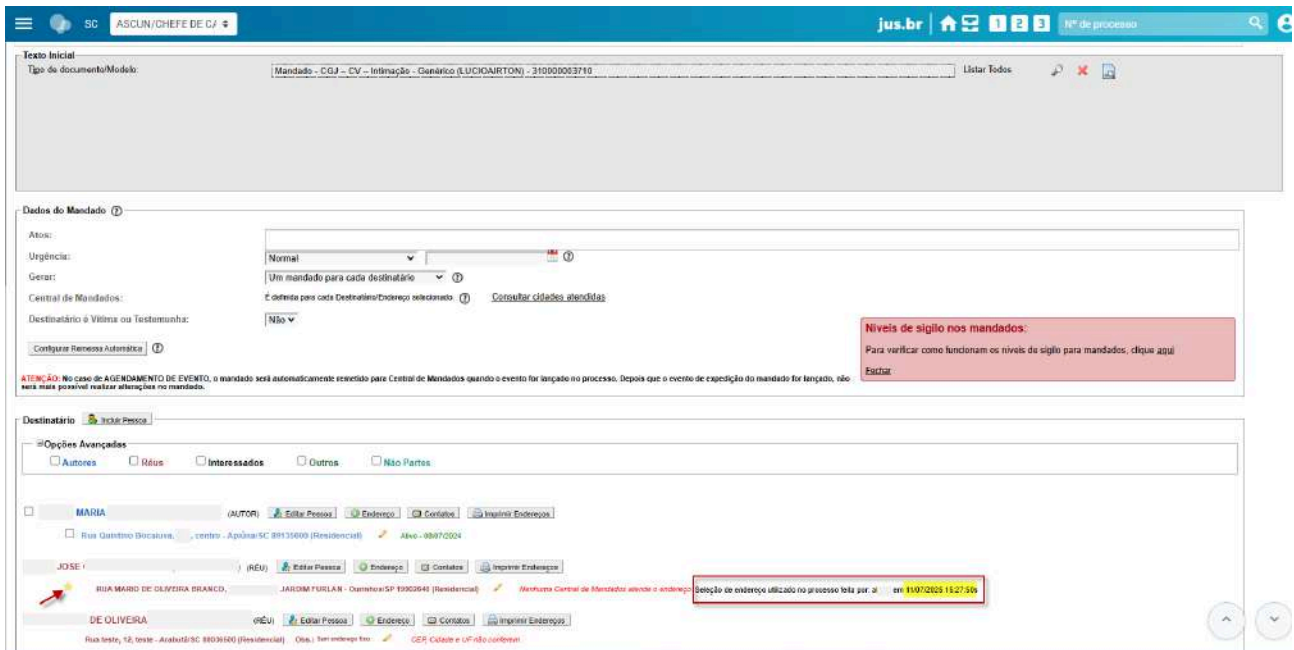 SC ASCUN/CHEFE DE CA jus.br 1 2 3 Nº de processo
Texto Inicial
Tipo de documento/Modelo: Mandado - CGJ – CV – Intimação - Genérico (LUCIOAIRTON) - 310000003710 Listar Todos
Dados do Mandado
Atos:
Urgência: Normal
Gerar: Um mandado para cada destinatário
Central de Mandados: É definida para cada Destinatário/Endereço selecionado. Consultar cidades atendidas
Destinatário é Vítima ou Testemunha: Não
Níveis de sigilo nos mandados:
Configurar Remessa Automática
Para verificar como funcionam os níveis de sigilo para mandados, clique aqui
Fechar
ATENÇÃO: No caso de AGENDAMENTO DE EVENTO, o mandado será automaticamente remetido para Central de Mandados quando o evento for lançado no processo. Depois que o evento de expedição do mandado for lançado, não
será mais possível realizar alterações no mandado.
Destinatário Incluir Pessoa
Opções Avançadas
Autores Réus Interessados Outros Não Partes
MARIA (AUTOR) Editar Pessoa Endereço Contatos Imprimir Endereços
Rua Quintino Bocaiuva, , centro - Apiúna/SC 89135000 (Residencial) Ativo - 08/07/2024
JOSE (RÉU) Editar Pessoa Endereço Contatos Imprimir Endereços
RUA MARIO DE OLIVEIRA BRANCO, JARDIM FURLAN - Ourinhos/SP 19902640 (Residencial) Nenhuma Central de Mandados atende o endereço Seleção de endereço utilizado no processo feita por: al em 11/07/2025 15:27:50s
DE OLIVEIRA (RÉU) Editar Pessoa Endereço Contatos Imprimir Endereços
Rua teste, 12, teste - Arabutã/SC 88036500 (Residencial) Obs.: Sem endereço fixo CEP, Cidade e UF não conferem